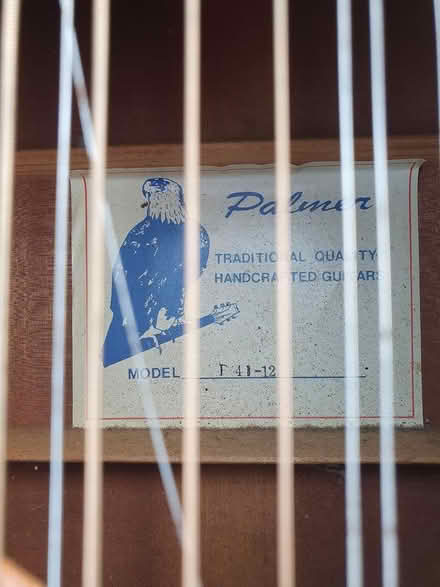 Palmer
TRADITIONAL QUALITY
HANDCRAFTED GUITARS
MODEL F 41-12